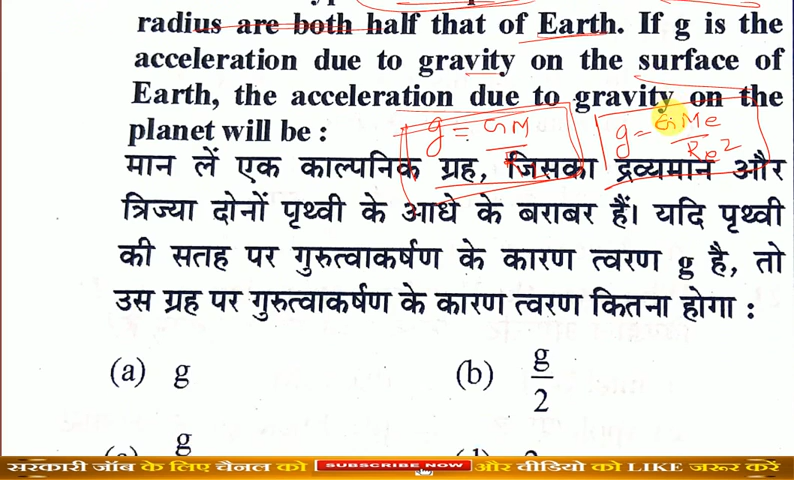 radius are both half that of Earth. If g is the
acceleration due to gravity on the surface of
Earth, the acceleration due to gravity on the
planet will be :
g = GM
g = GMe
Re²
मान लें एक काल्पनिक ग्रह, जिसका द्रव्यमान और
त्रिज्या दोनों पृथ्वी के आधे के बराबर हैं। यदि पृथ्वी
की सतह पर गुरुत्वाकर्षण के कारण त्वरण g है, तो
उस ग्रह पर गुरुत्वाकर्षण के कारण त्वरण कितना होगा :
(a) g (b) g
2
g
सरकारी जॉब के लिए चैनल को SUBSCRIBE NOW और वीडियो को LIKE जरूर करें